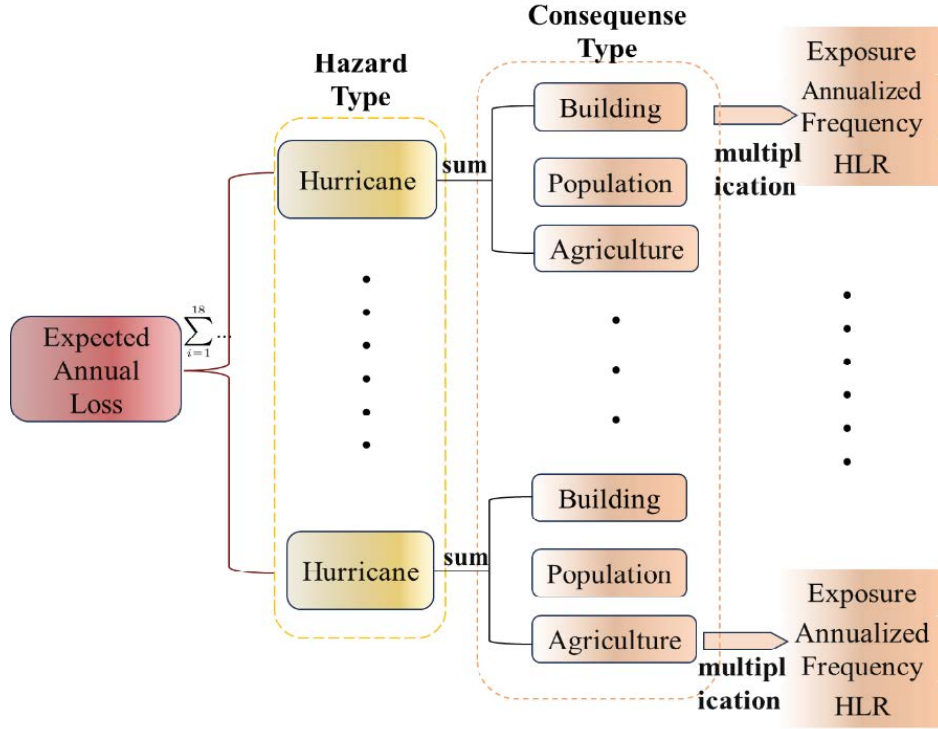 Hazard
Type
Consequense
Type
Expected
Annual
Loss
18
∑...
i=1
Hurricane
sum
Building
Population
Agriculture
multipl
ication
Exposure
Annualized
Frequency
HLR
Hurricane
sum
Building
Population
Agriculture
multipl
ication
Exposure
Annualized
Frequency
HLR